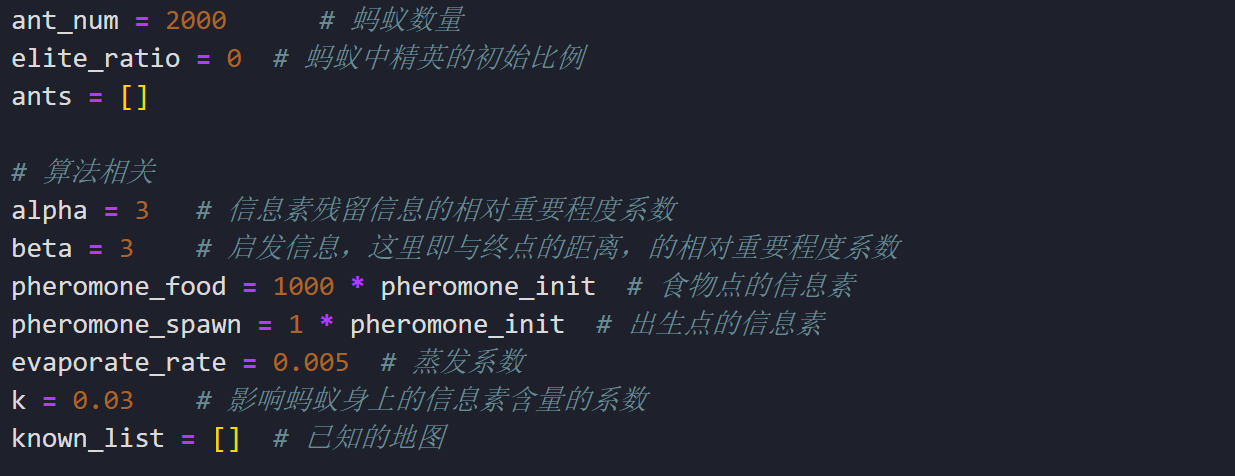 ant_num = 2000      # 蚂蚁数量
elite_ratio = 0  # 蚂蚁中精英的初始比例
ants = []
# 算法相关
alpha = 3   # 信息素残留信息的相对重要程度系数
beta = 3    # 启发信息，这里即与终点的距离，的相对重要程度系数
pheromone_food = 1000 * pheromone_init  # 食物点的信息素
pheromone_spawn = 1 * pheromone_init  # 出生点的信息素
evaporate_rate = 0.005  # 蒸发系数
k = 0.03    # 影响蚂蚁身上的信息素含量的系数
known_list = []  # 已知的地图